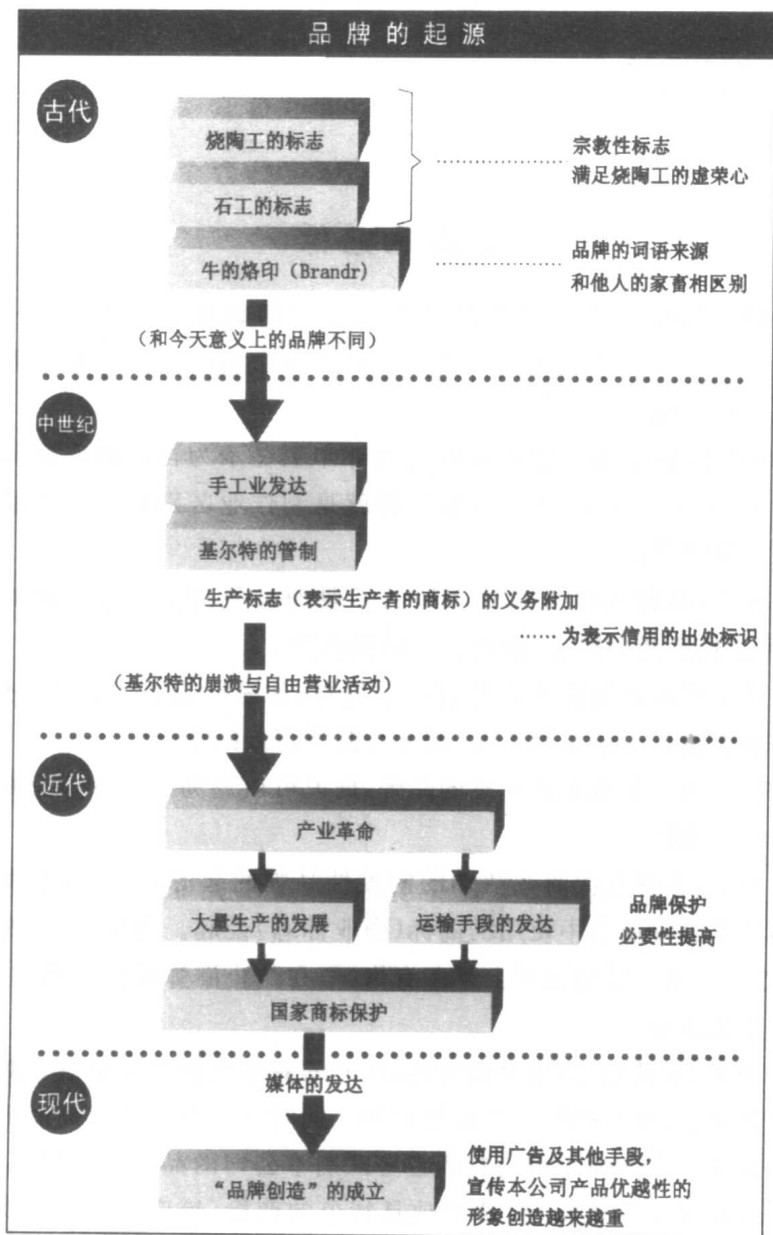 品牌的起源
古代
烧陶工的标志
宗教性标志
满足烧陶工的虚荣心
石工的标志
牛的烙印（Brandr）
品牌的词语来源
和他人的家畜相区别
（和今天意义上的品牌不同）
中世纪
手工业发达
基尔特的管制
生产标志（表示生产者的商标）的义务附加
……为表示信用的出处标识
（基尔特的崩溃与自由营业活动）
近代
产业革命
大量生产的发展
运输手段的发达
品牌保护
必要性提高
国家商标保护
媒体的发达
现代
“品牌创造”的成立
使用广告及其他手段，
宣传本公司产品优越性的
形象创造越来越重